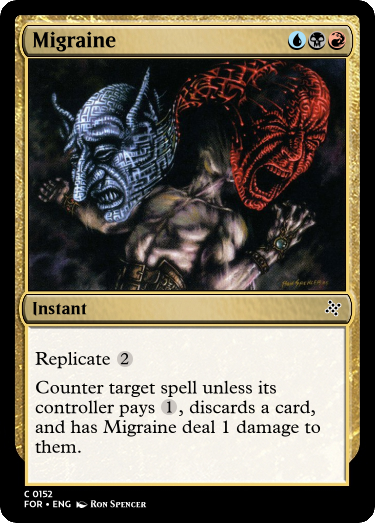 Migraine
Instant
Replicate 2
Counter target spell unless its
controller pays 1, discards a card,
and has Migraine deal 1 damage to
them.
C 0152
FOR • ENG Ron Spencer